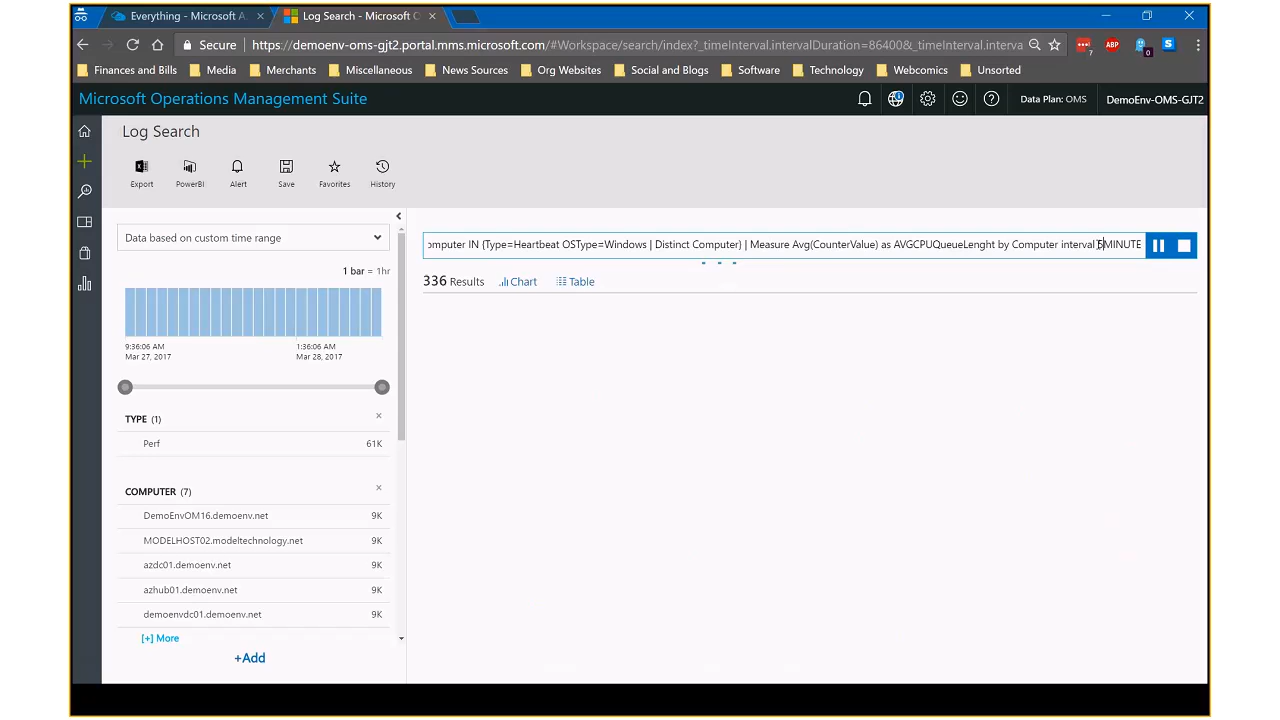 Everything - Microsoft A
Log Search - Microsoft O
Secure
https://demoenv-oms-gjt2.portal.mms.microsoft.com/#Workspace/search/index?_timeInterval.intervalDuration=86400&_timeInterval.interva
7
ABP
0
S
Finances and Bills
Media
Merchants
Miscellaneous
News Sources
Org Websites
Social and Blogs
Software
Technology
Webcomics
Unsorted
Microsoft Operations Management Suite
Data Plan: OMS
DemoEnv-OMS-GJT2
Log Search
Export
PowerBI
Alert
Save
Favorites
History
Data based on custom time range
omputer IN {Type=Heartbeat OSType=Windows | Distinct Computer} | Measure Avg(CounterValue) as AVGCPUQueueLenght by Computer interval 5MINUTE
1 bar = 1hr
336 Results
Chart
Table
9:36:06 AM
Mar 27, 2017
1:36:06 AM
Mar 28, 2017
TYPE (1)
Perf 61K
COMPUTER (7)
DemoEnvOM16.demoenv.net 9K
MODELHOST02.modeltechnology.net 9K
azdc01.demoenv.net 9K
azhub01.demoenv.net 9K
demoenvdc01.demoenv.net 9K
[+] More
+Add